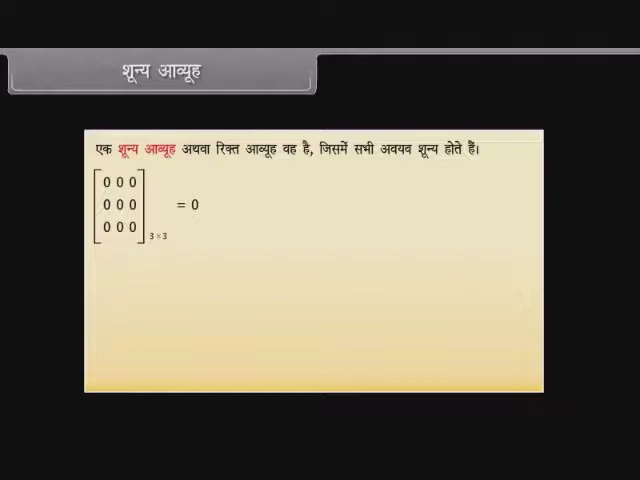 शून्य आव्यूह
एक शून्य आव्यूह अथवा रिक्त आव्यूह वह है, जिसमें सभी अवयव शून्य होते हैं।
0 0 0
0 0 0 = 0
0 0 0
3 × 3